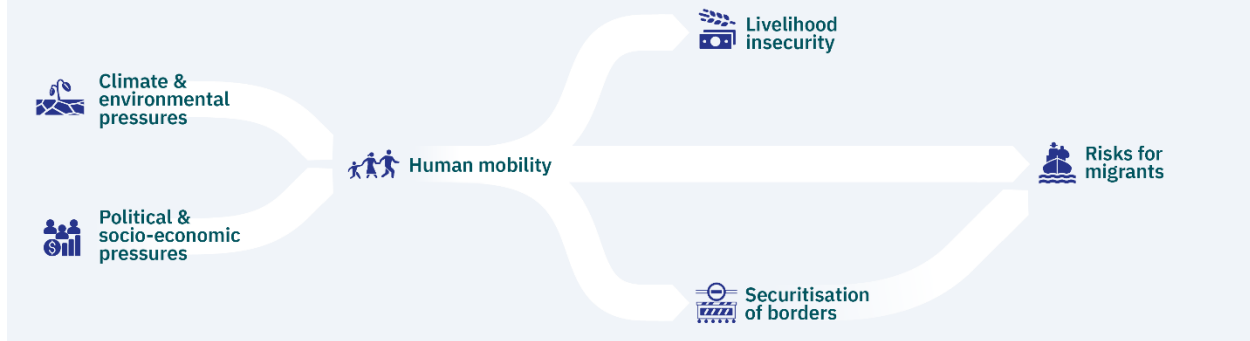 Climate &
environmental
pressures
Political &
socio-economic
pressures
Human mobility
Livelihood
insecurity
Securitisation
of borders
Risks for
migrants